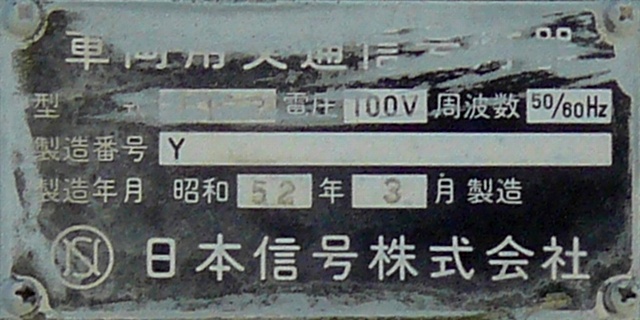 車両用交通信号灯器
型 電圧 100V 周波数 50/60Hz
製造番号 Y
製造年月 昭和 52 年 3 月 製造
日本信号株式会社